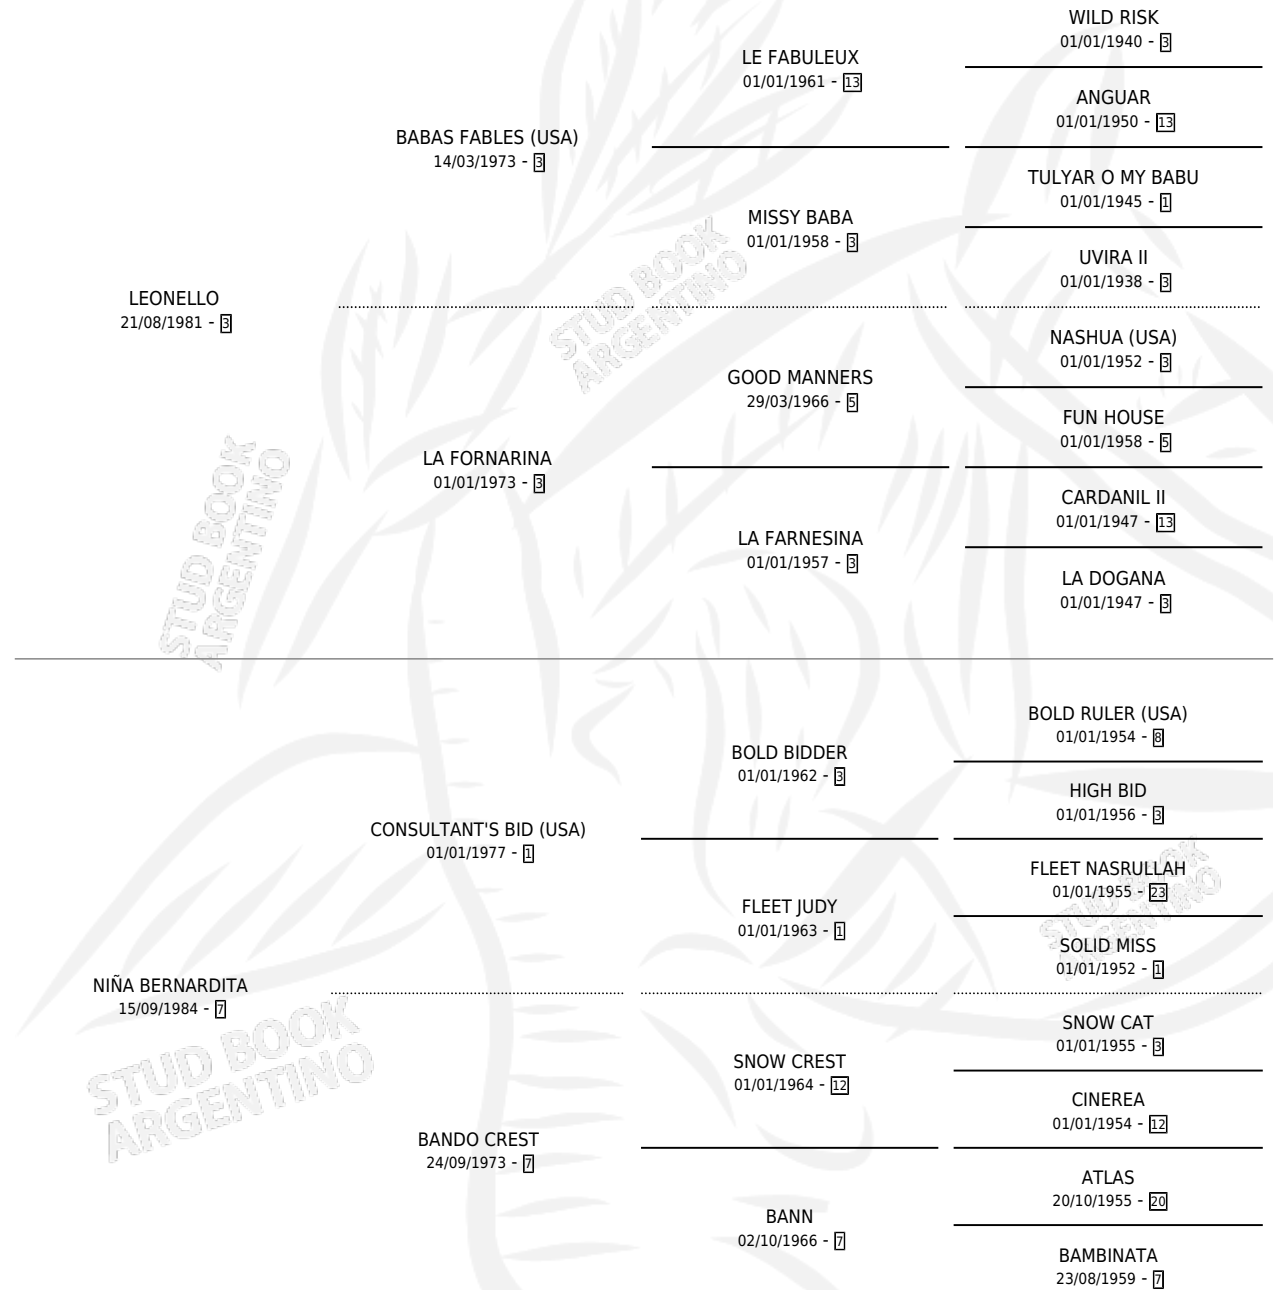 WILD RISK
01/01/1940 - 3
LE FABULEUX
01/01/1961 - 13
ANGUAR
01/01/1950 - 13
BABAS FABLES (USA)
14/03/1973 - 3
TULYAR O MY BABU
01/01/1945 - 1
MISSY BABA
01/01/1958 - 3
UVIRA II
01/01/1938 - 3
LEONELLO
21/08/1981 - 3
NASHUA (USA)
01/01/1952 - 3
GOOD MANNERS
29/03/1966 - 5
FUN HOUSE
01/01/1958 - 5
LA FORNARINA
01/01/1973 - 3
CARDANIL II
01/01/1947 - 13
LA FARNESINA
01/01/1957 - 3
LA DOGANA
01/01/1947 - 3
BOLD RULER (USA)
01/01/1954 - 8
BOLD BIDDER
01/01/1962 - 3
HIGH BID
01/01/1956 - 3
CONSULTANT'S BID (USA)
01/01/1977 - 1
FLEET NASRULLAH
01/01/1955 - 23
FLEET JUDY
01/01/1963 - 1
SOLID MISS
01/01/1952 - 1
NIÑA BERNARDITA
15/09/1984 - 7
SNOW CAT
01/01/1955 - 3
SNOW CREST
01/01/1964 - 12
CINEREA
01/01/1954 - 12
BANDO CREST
24/09/1973 - 7
ATLAS
20/10/1955 - 20
BANN
02/10/1966 - 7
BAMBINATA
23/08/1959 - 7
STUD BOOK
ARGENTINO
STUD BOOK
ARGENTINO
STUD BOOK
ARGENTINO
STUD BOOK
ARGENTINO